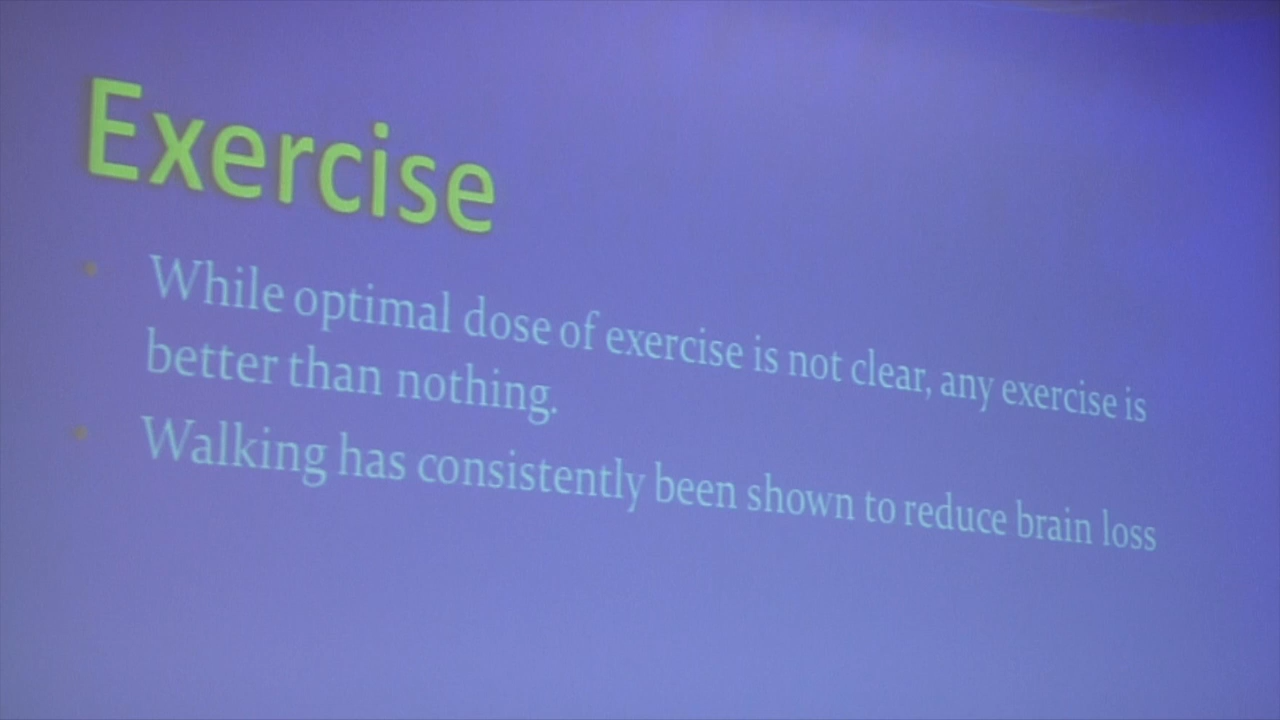 Exercise
• While optimal dose of exercise is not clear, any exercise is
better than nothing.
• Walking has consistently been shown to reduce brain loss